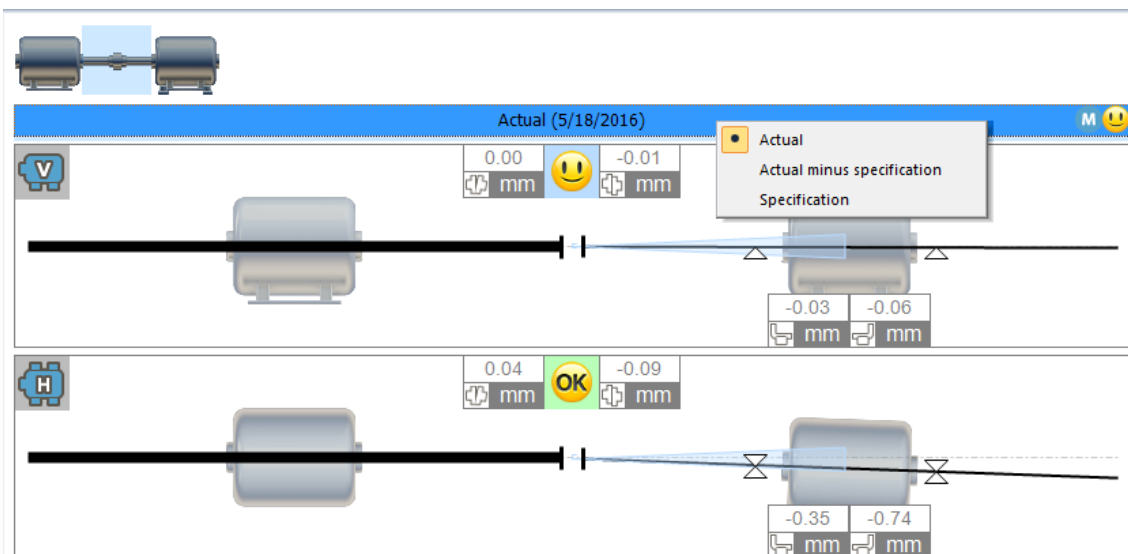 Actual (5/18/2016)
M
Actual
Actual minus specification
Specification
V
0.00
-0.01
mm
mm
-0.03
-0.06
mm
mm
H
0.04
OK
-0.09
mm
mm
-0.35
-0.74
mm
mm